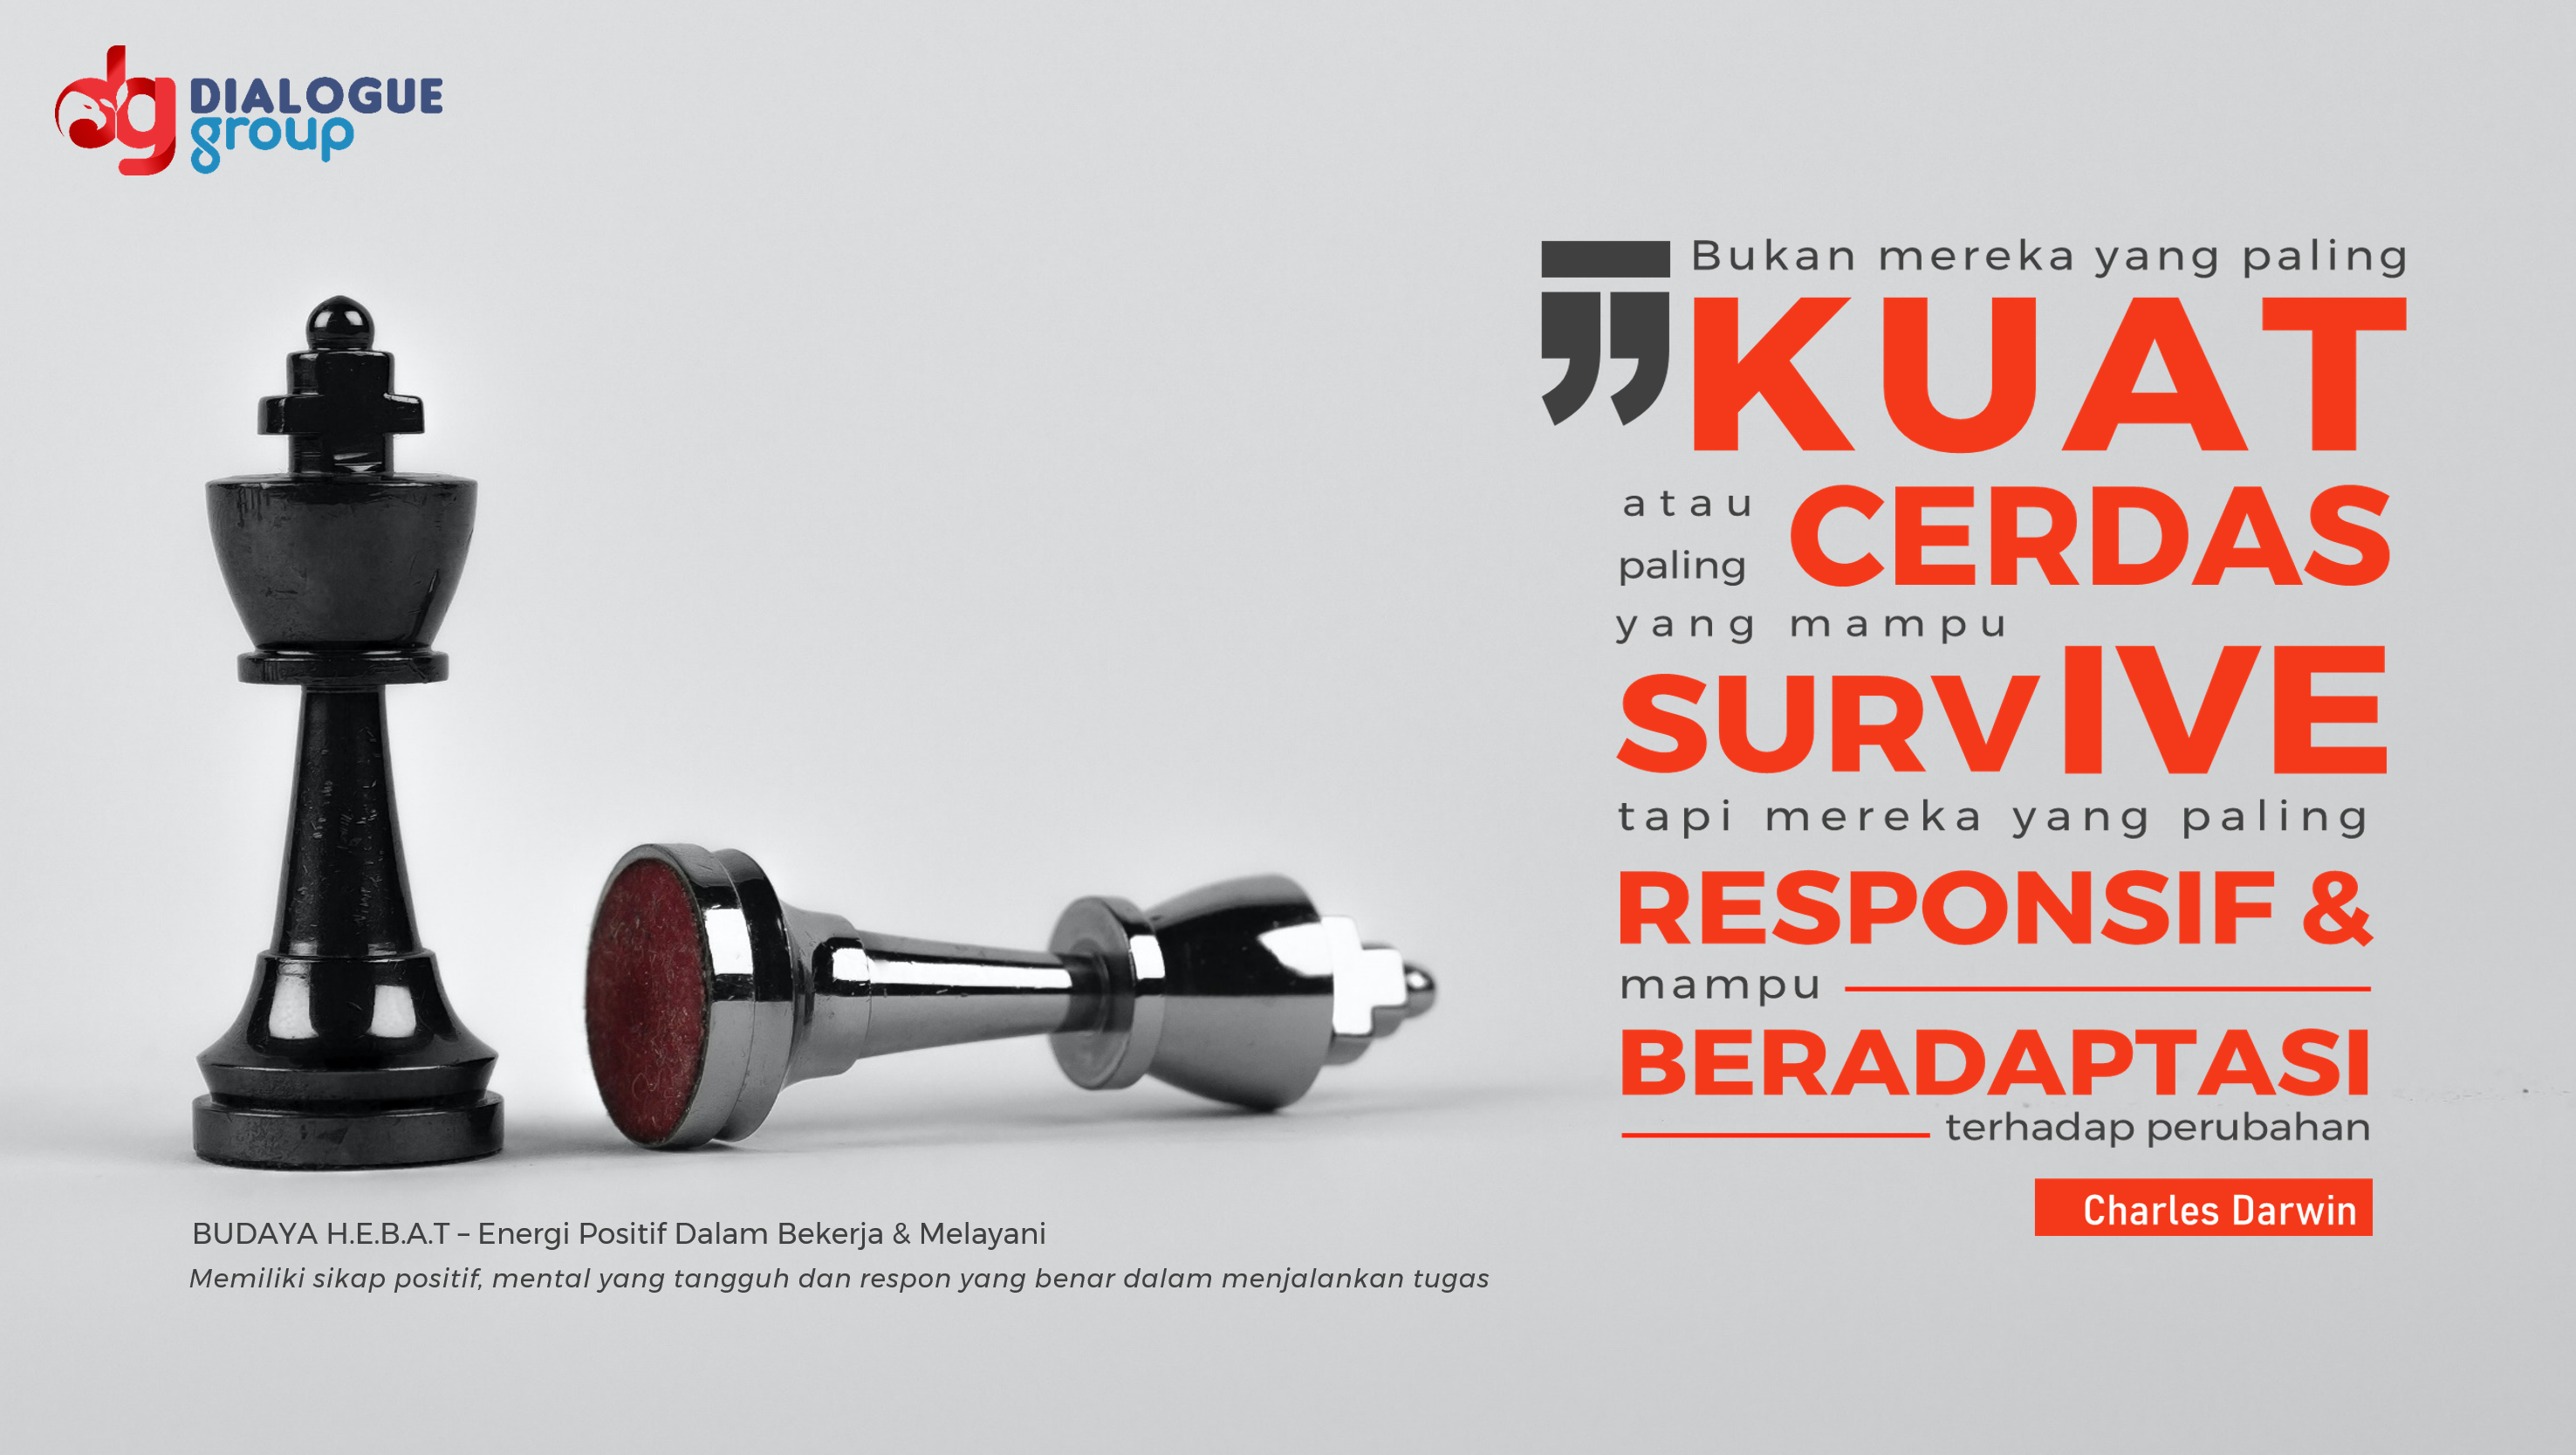 DIALOGUE
group
Bukan mereka yang paling
KUAT
atau
paling
CERDAS
yang mampu
SURVIVE
tapi mereka yang paling
RESPONSIF &
mampu
BERADAPTASI
terhadap perubahan
Charles Darwin
BUDAYA H.E.B.A.T – Energi Positif Dalam Bekerja & Melayani
Memiliki sikap positif, mental yang tangguh dan respon yang benar dalam menjalankan tugas